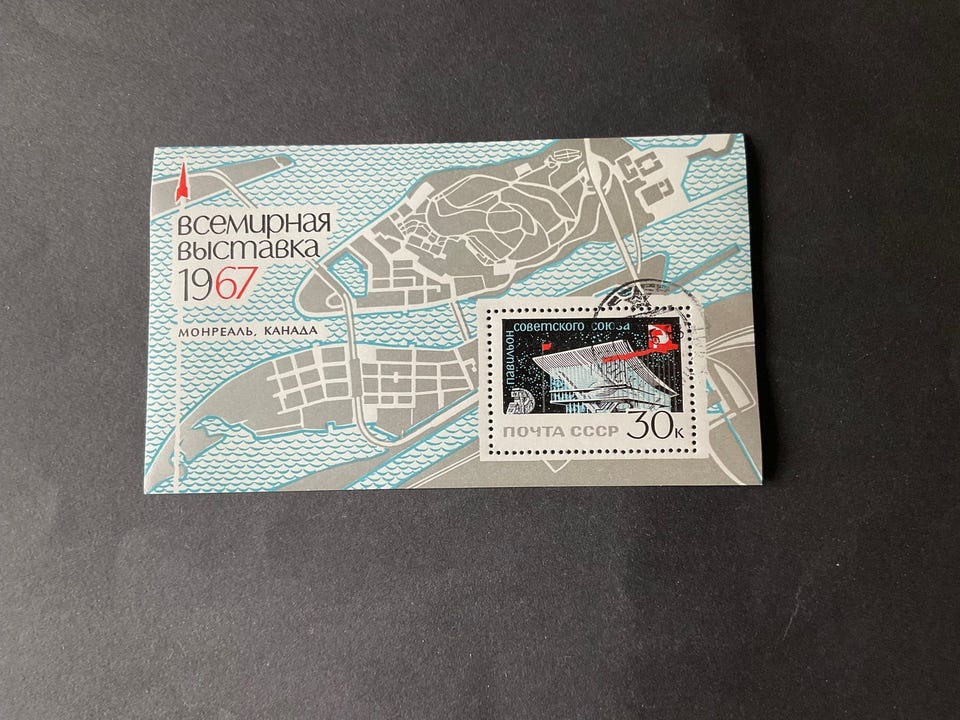 Всемирная
выставка
1967
МОНРЕАЛЬ, КАНАДА
павильон
советского союза
ПОЧТА СССР 30к